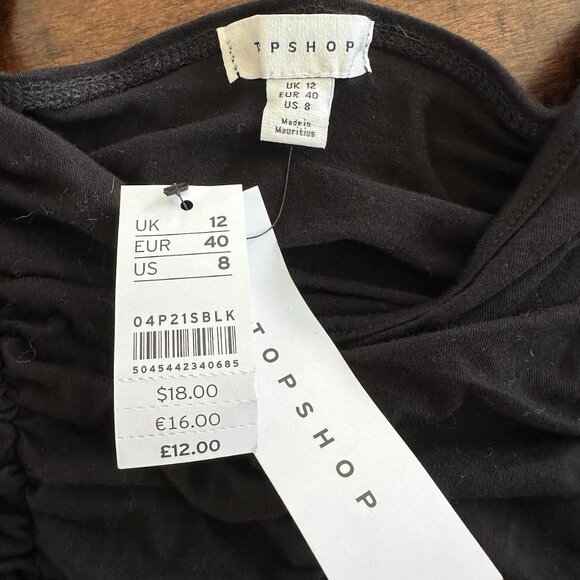 TOPSHOP
UK 12
EUR 40
US 8
Made in
Mauritius
UK 12
EUR 40
US 8
04P21SBLK
5045442340685
$18.00
€16.00
£12.00
TOPSHOP